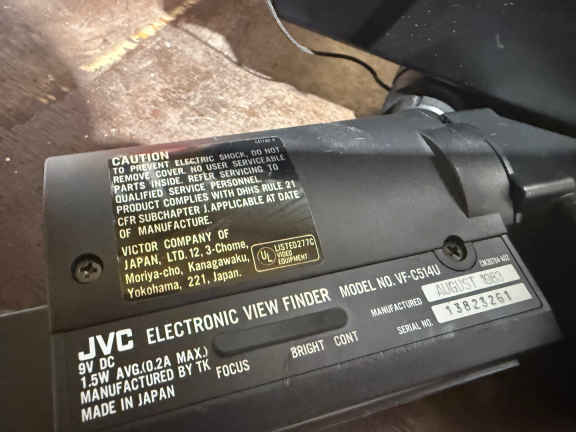 CAUTION
TO PREVENT ELECTRIC SHOCK, DO NOT
REMOVE COVER. NO USER SERVICEABLE
PARTS INSIDE. REFER SERVICING TO
QUALIFIED SERVICE PERSONNEL.
PRODUCT COMPLIES WITH DHHS RULE 21
CFR SUBCHAPTER J. APPLICABLE AT DATE
OF MANUFACTURE.
VICTOR COMPANY OF
JAPAN, LTD. 12, 3-Chome,
Moriya-cho, Kanagawaku,
Yokohama, 221, Japan.
UL LISTED 277C
VIDEO
EQUIPMENT
JVC ELECTRONIC VIEW FINDER MODEL NO. VF-C514U
9V DC
1.5W AVG.(0.2A MAX.)
MANUFACTURED BY TK
MADE IN JAPAN
FOCUS BRIGHT CONT
MANUFACTURED AUGUST 1983
SERIAL NO. 13823261